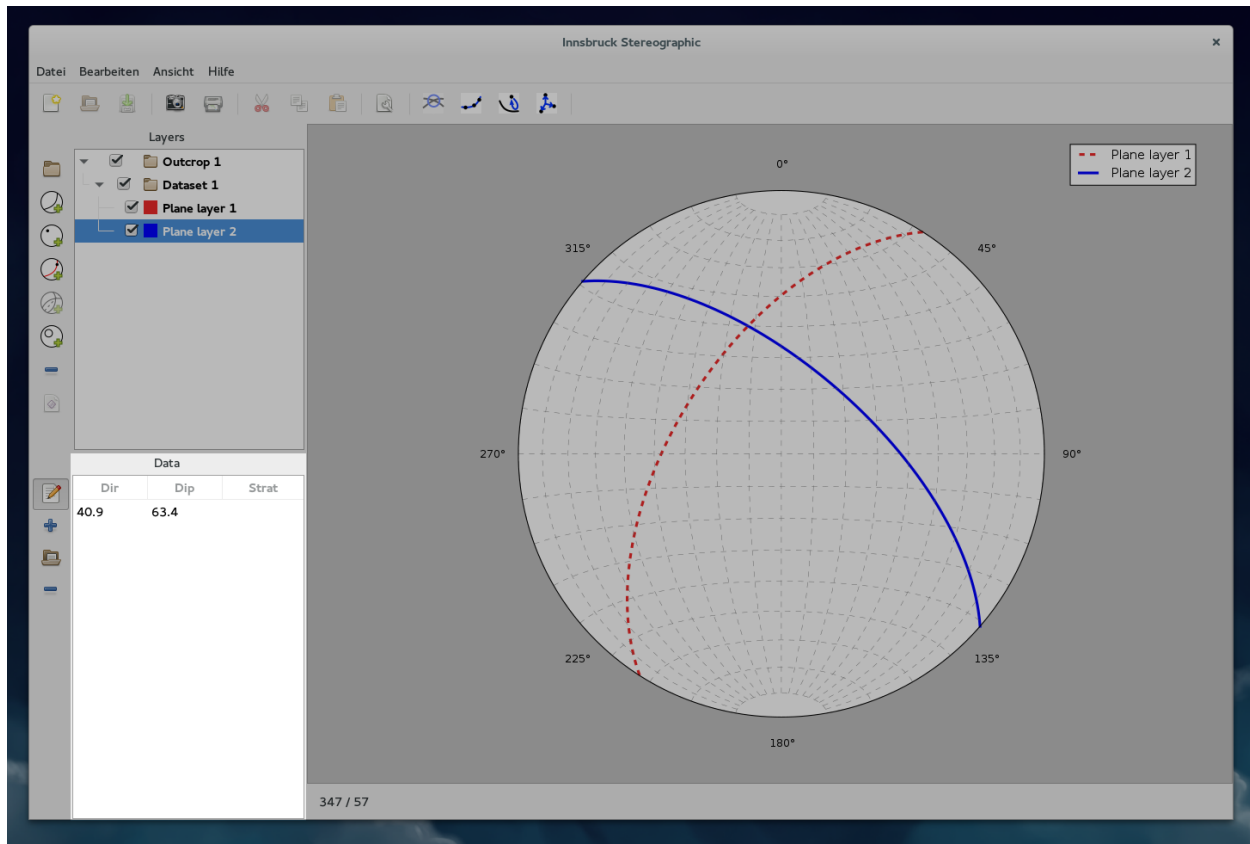 Innsbruck Stereographic ×
Datei Bearbeiten Ansicht Hilfe
Layers
Outcrop 1
Dataset 1
Plane layer 1
Plane layer 2
Data
Dir Dip Strat
40.9 63.4
Plane layer 1
Plane layer 2
0°
45°
90°
135°
180°
225°
270°
315°
347 / 57